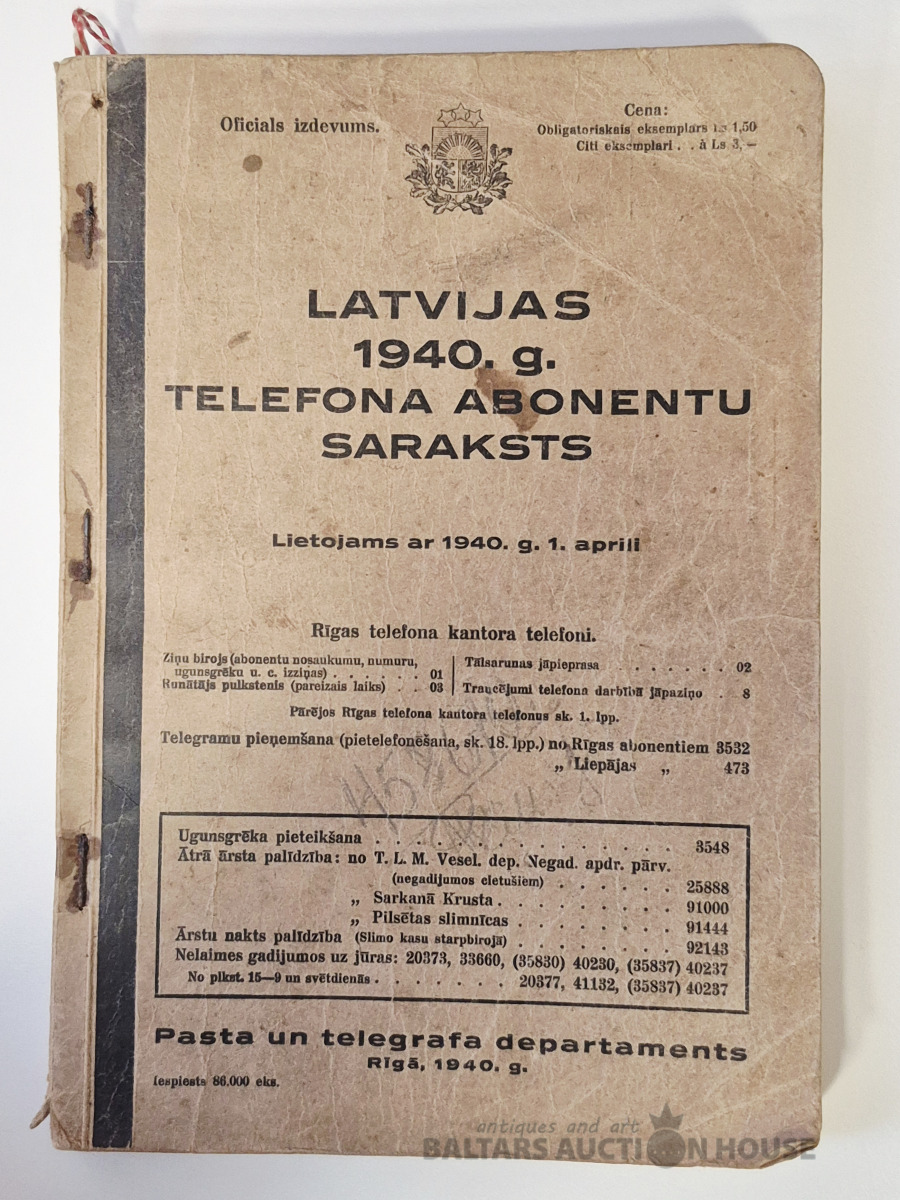 Oficials izdevums.
Cena:
Obligatoriskais eksemplars Ls 1,50
Citi eksemplari . . à Ls 3,—
LATVIJAS
1940. g.
TELEFONA ABONENTU
SARAKSTS
Lietojams ar 1940. g. 1. aprili
Rīgas telefona kantora telefoni.
Ziņu birojs (abonentu nosaukumu, numuru,
ugunsgrēku u. c. izziņas) . . . . . . 01
Runātājs pulkstenis (pareizais laiks) . . 03
Tālsarunas jāpieprasa . . . . . . 02
Traucējumi telefona darbībā jāpaziņo . 8
Pārējos Rīgas telefona kantora telefonus sk. 1. lpp.
Telegramu pieņemšana (pietelefonēšana, sk. 18. lpp.) no Rīgas abonentiem 3532
„ Liepājas „ 473
Ugunsgrēka pieteikšana . . . . . . . . . . . . . . . 3548
Ātrā ārsta palīdzība: no T. L. M. Vesel. dep. Negad. apdr. pārv.
(negadijumos cietušiem) . . . . . . 25888
„ Sarkanā Krusta . . . . . . . . . 91000
„ Pilsētas slimnīcas . . . . . . . . 91444
Ārstu nakts palīdzība (Slimo kasu starpbirojā) . . . . . . . . 92143
Nelaimes gadijumos uz jūras: 20373, 33660, (35830) 40230, (35837) 40237
No plkst. 15—9 un svētdienās . . . . . . . 20377, 41132, (35837) 40237
Pasta un telegrafa departaments
Rīgā, 1940. g.
Iespiests 86.000 eks.
antiques and art
BALTARS AUCTION HOUSE